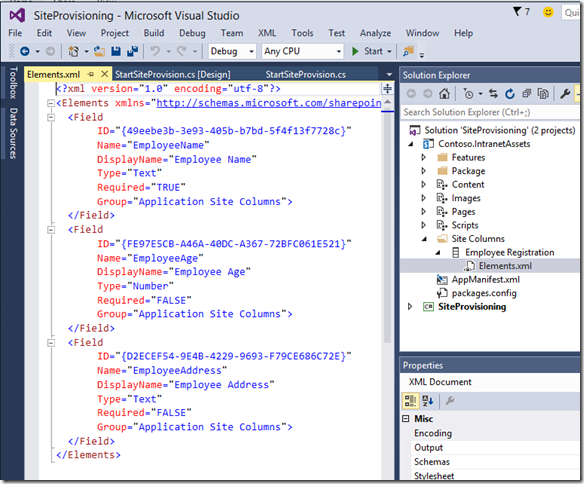 SiteProvisioning - Microsoft Visual Studio
7
Quic
File Edit View Project Build Debug Team XML Tools Test Analyze Window Help
Debug Any CPU Start
Toolbox
Data Sources
Elements.xml StartSiteProvision.cs [Design] StartSiteProvision.cs
<?xml version="1.0" encoding="utf-8"?>
<Elements xmlns="http://schemas.microsoft.com/sharepoin
<Field
ID="{49eebe3b-3e93-405b-b7bd-5f4f13f7728c}"
Name="EmployeeName"
DisplayName="Employee Name"
Type="Text"
Required="TRUE"
Group="Application Site Columns">
</Field>
<Field
ID="{FE97E5CB-A46A-40DC-A367-72BFC061E521}"
Name="EmployeeAge"
DisplayName="Employee Age"
Type="Number"
Required="FALSE"
Group="Application Site Columns">
</Field>
<Field
ID="{D2ECEF54-9E4B-4229-9693-F79CE686C72E}"
Name="EmployeeAddress"
DisplayName="Employee Address"
Type="Text"
Required="FALSE"
Group="Application Site Columns">
</Field>
</Elements>
Solution Explorer
Search Solution Explorer (Ctrl+;)
Solution 'SiteProvisioning' (2 projects)
Contoso.IntranetAssets
Features
Package
Content
Images
Pages
Scripts
Site Columns
Employee Registration
Elements.xml
AppManifest.xml
packages.config
C# SiteProvisioning
Properties
XML Document
Misc
Encoding
Output
Schemas
Stylesheet